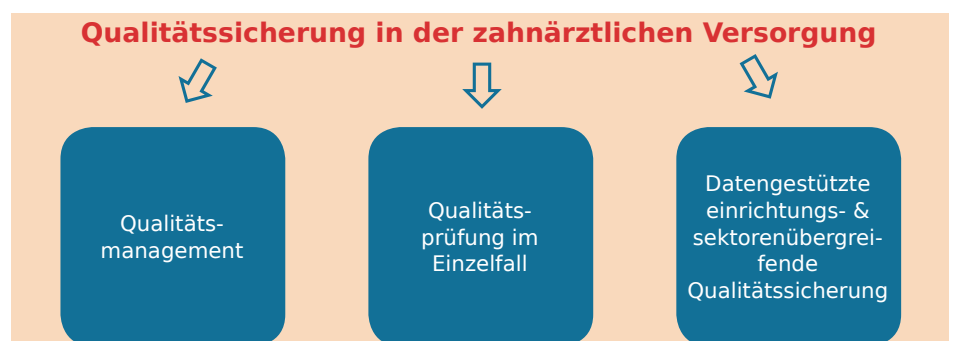 Qualitätssicherung in der zahnärztlichen Versorgung
Qualitäts-
management
Qualitäts-
prüfung im
Einzelfall
Datengestützte
einrichtungs- &
sektorenübergrei-
fende
Qualitätssicherung